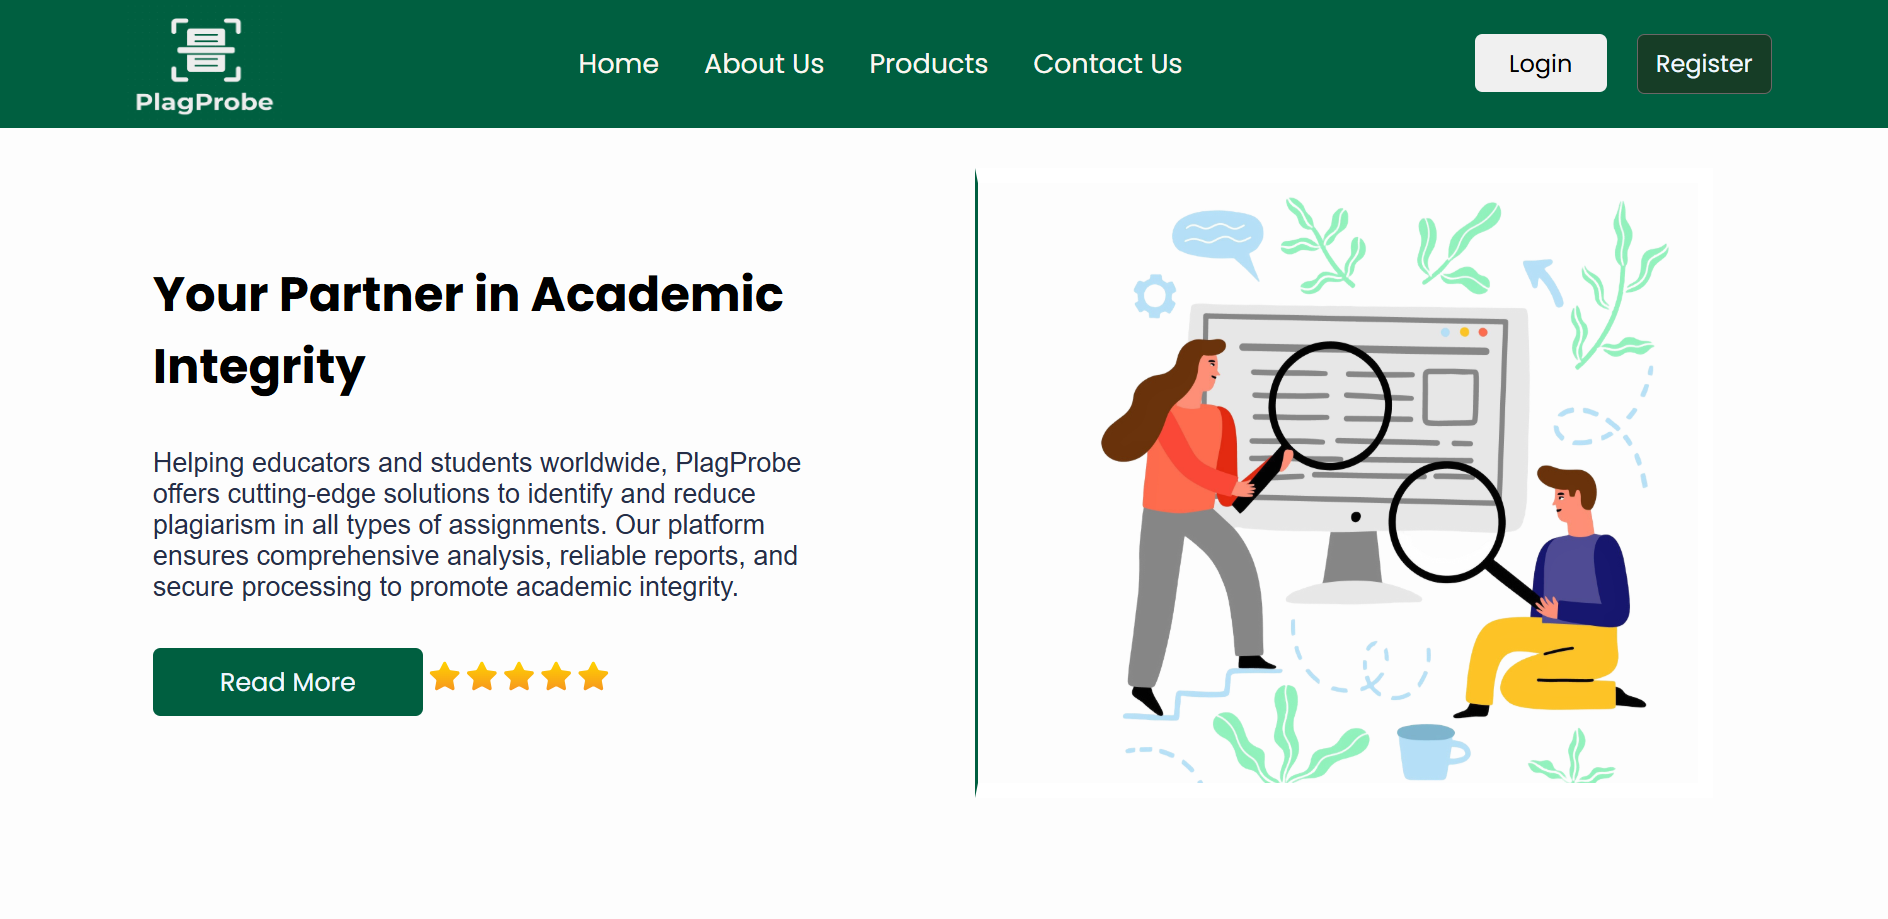 PlagProbe
Home About Us Products Contact Us
Login Register
Your Partner in Academic
Integrity
Helping educators and students worldwide, PlagProbe
offers cutting-edge solutions to identify and reduce
plagiarism in all types of assignments. Our platform
ensures comprehensive analysis, reliable reports, and
secure processing to promote academic integrity.
Read More